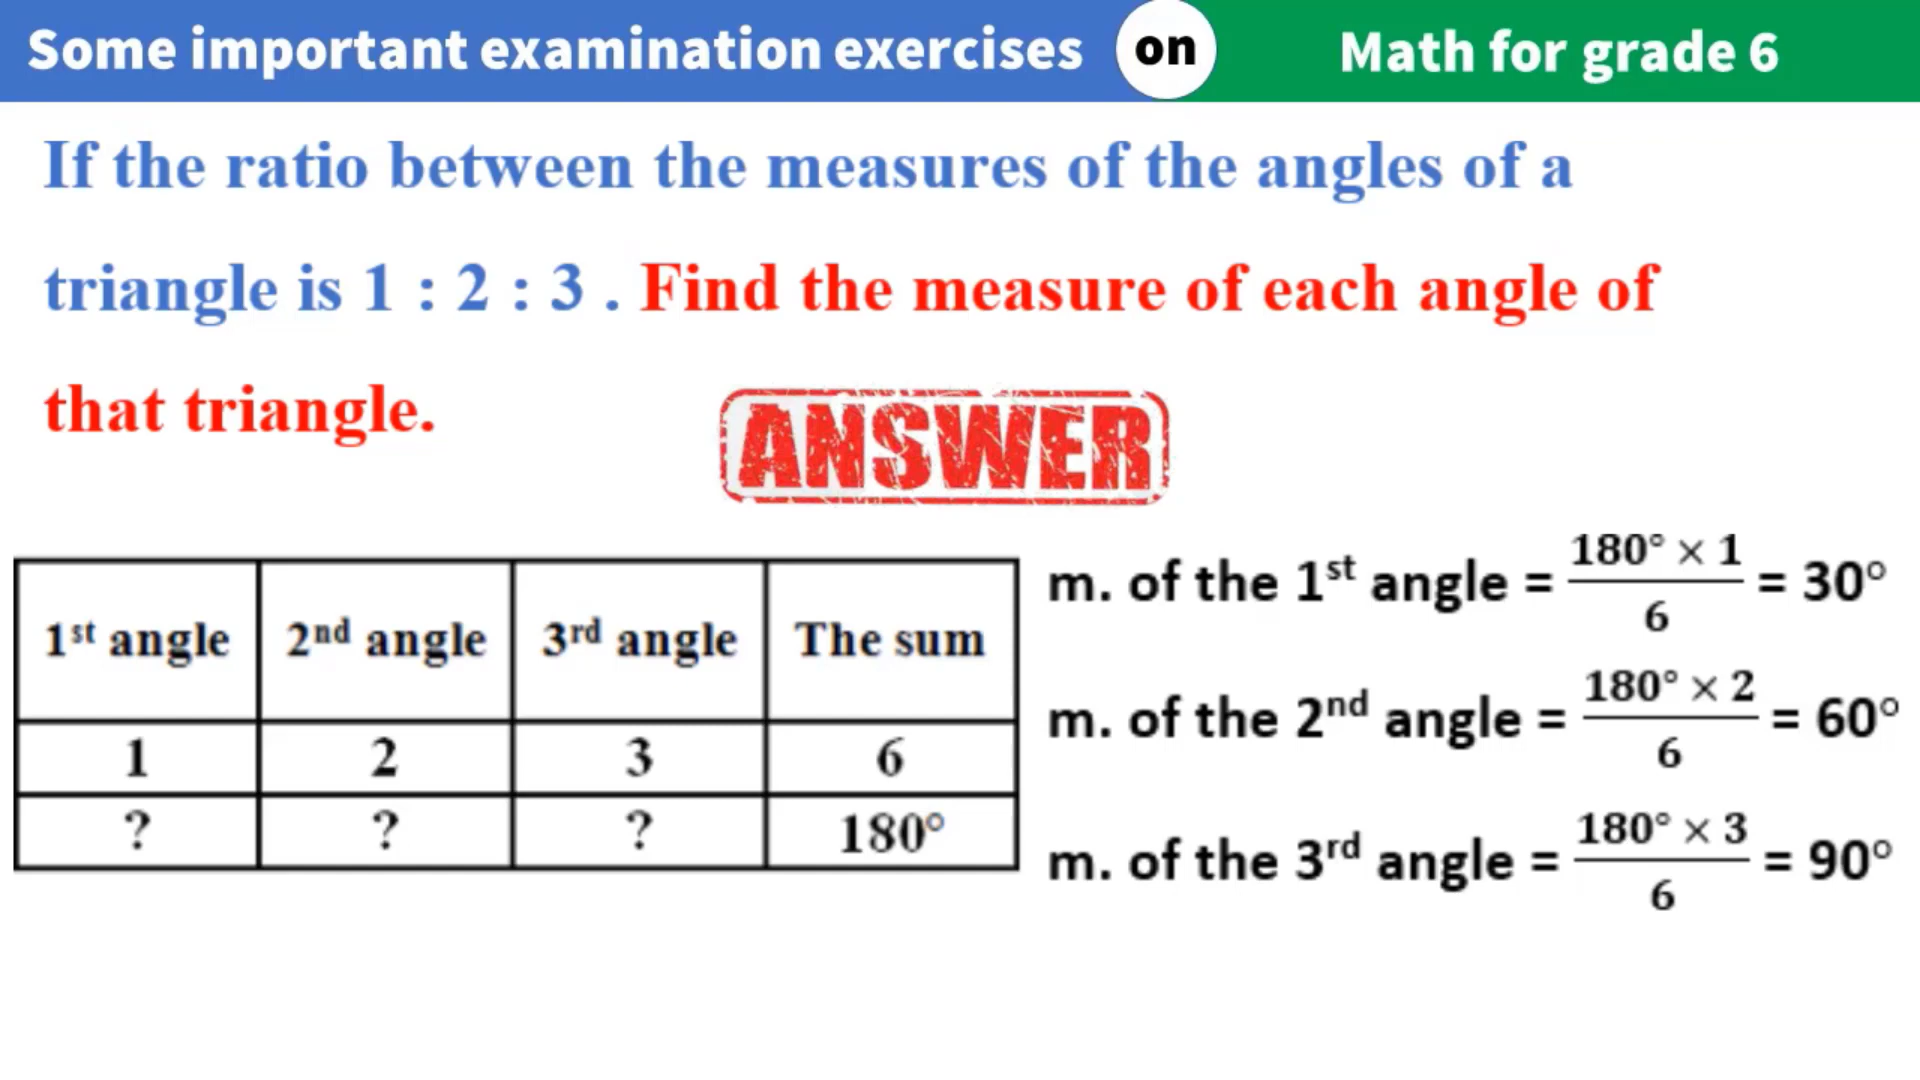 Some important examination exercises on Math for grade 6
If the ratio between the measures of the angles of a
triangle is 1 : 2 : 3 . Find the measure of each angle of
that triangle.
ANSWER
1st angle 2nd angle 3rd angle The sum
1 2 3 6
? ? ? 180°
m. of the 1st angle = 180° × 1 / 6 = 30°
m. of the 2nd angle = 180° × 2 / 6 = 60°
m. of the 3rd angle = 180° × 3 / 6 = 90°